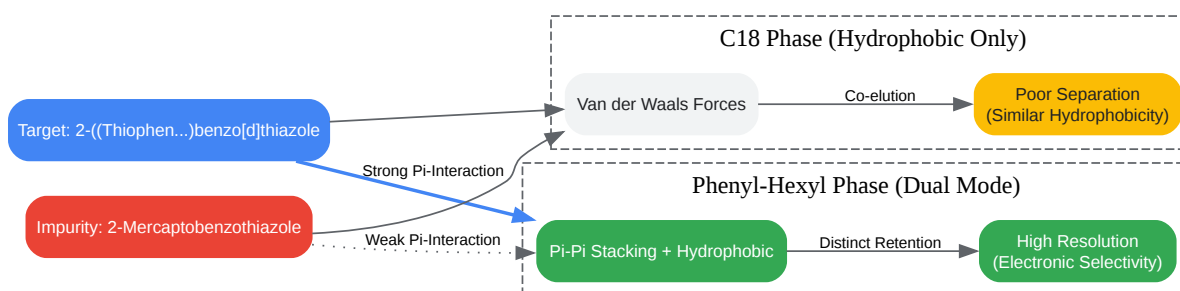 C18 Phase (Hydrophobic Only)
Target: 2-((Thiophen...)benzo[d]thiazole
Van der Waals Forces
Co-elution
Poor Separation
(Similar Hydrophobicity)
Strong Pi-Interaction
Impurity: 2-Mercaptobenzothiazole
Weak Pi-Interaction
Phenyl-Hexyl Phase (Dual Mode)
Pi-Pi Stacking + Hydrophobic
Distinct Retention
High Resolution
(Electronic Selectivity)